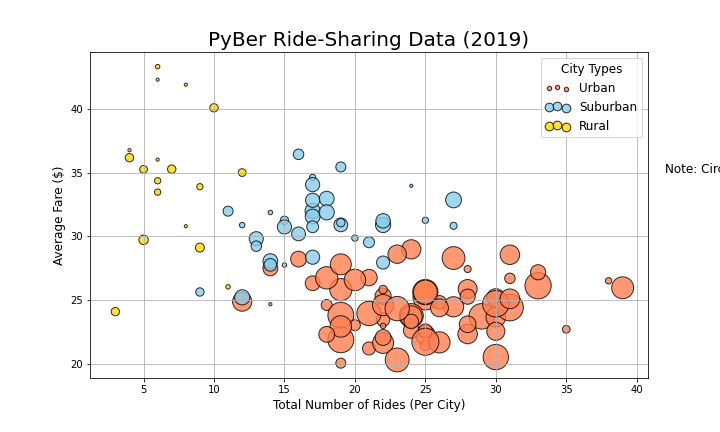 PyBer Ride-Sharing Data (2019)
City Types
Urban
Suburban
Rural
Average Fare ($)
40
35
30
25
20
Note: Circ
5 10 15 20 25 30 35 40
Total Number of Rides (Per City)